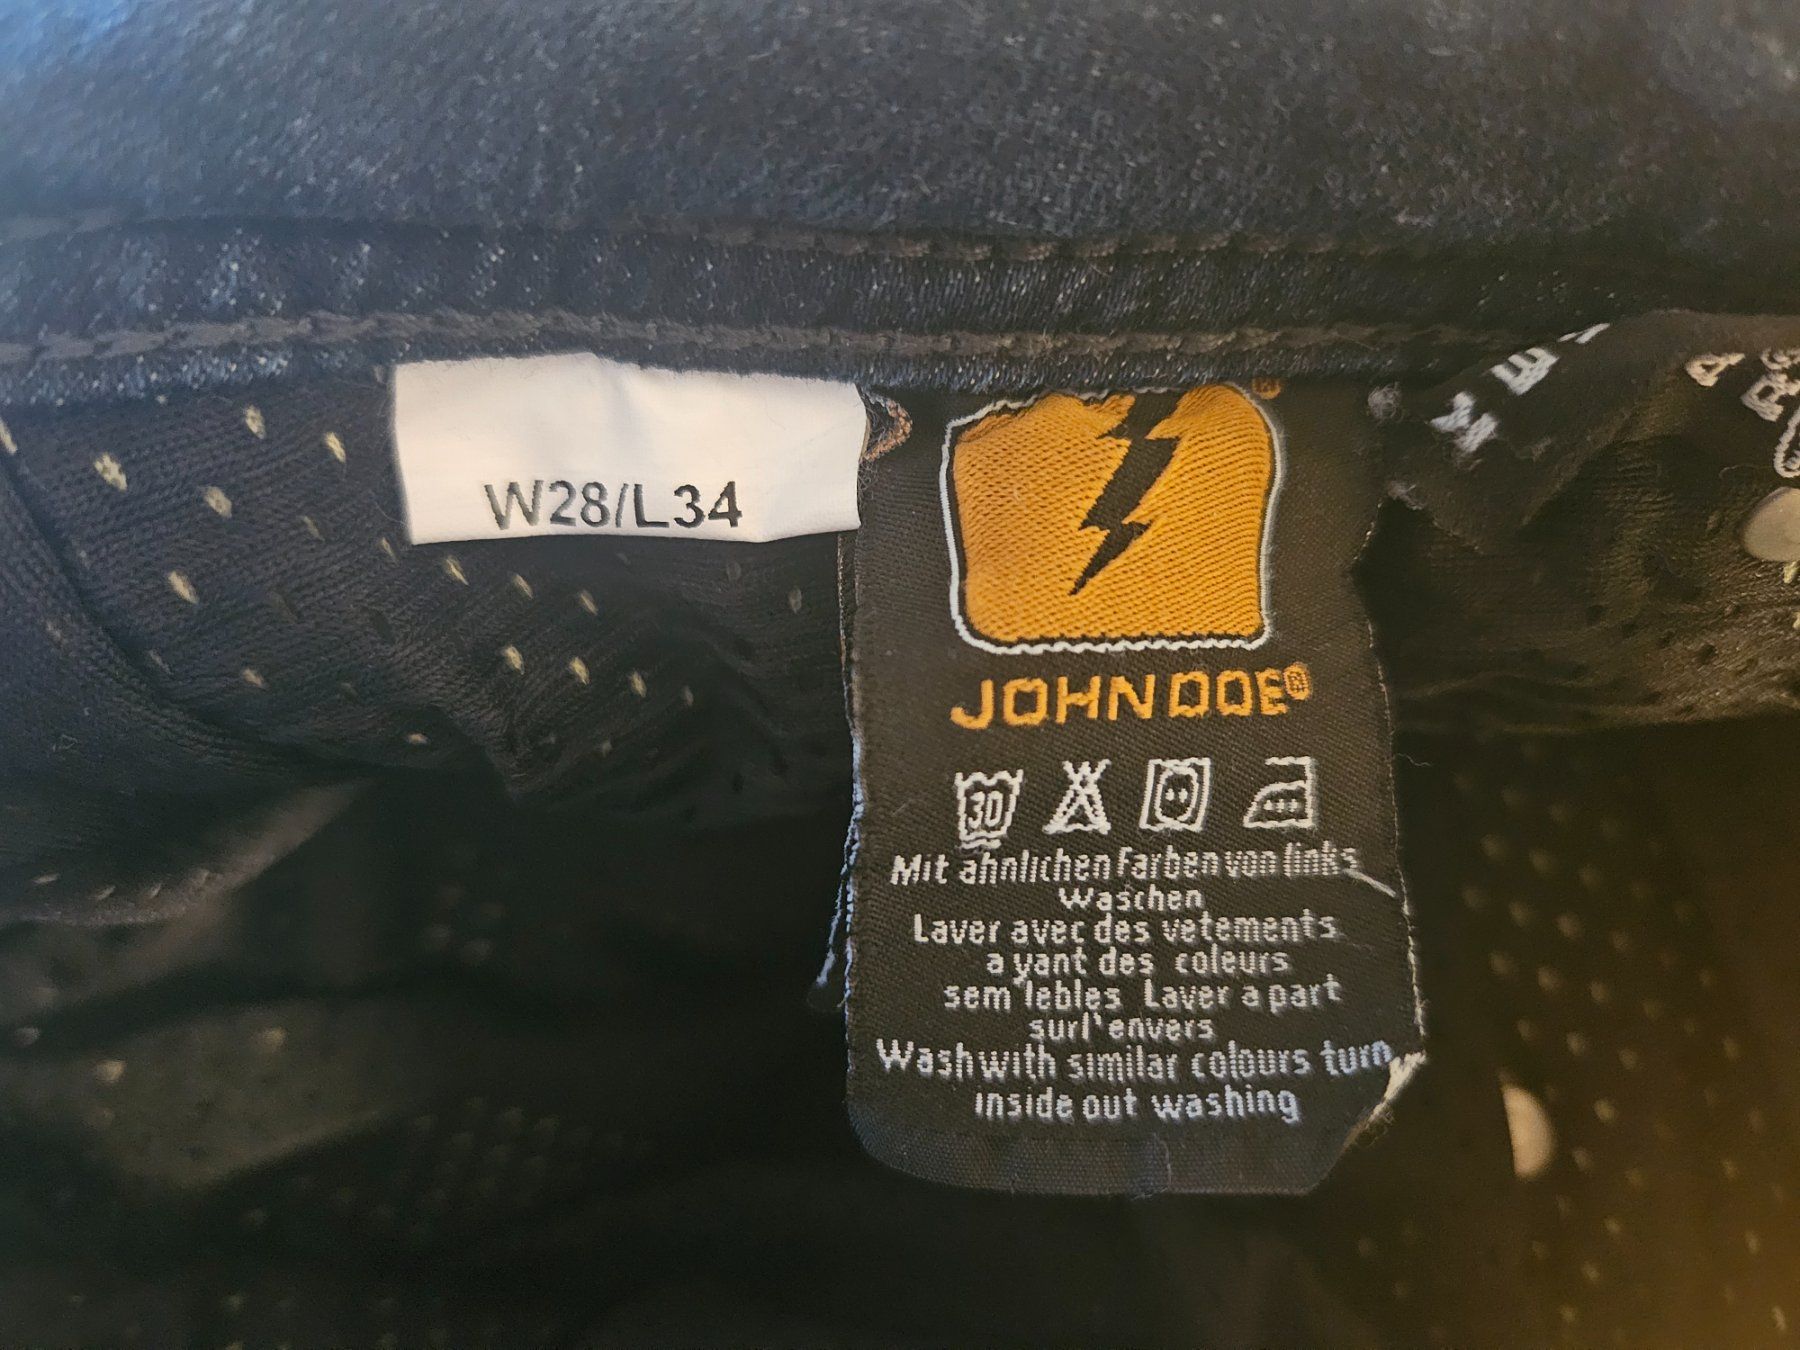 W28/L34
®
JOHN DOE®
30
Mit ahnlichen Farben von links
Waschen
Laver avec des vetements
a yant des coleurs
sem lebles Laver a part
surl'envers
Wash with similar colours turn
inside out washing